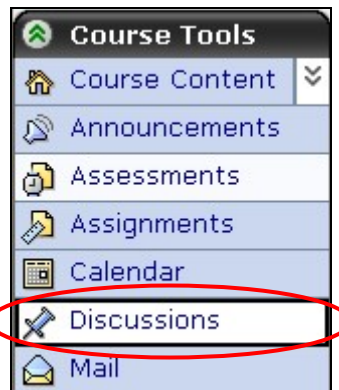 Course Tools
Course Content
Announcements
Assessments
Assignments
Calendar
Discussions
Mail